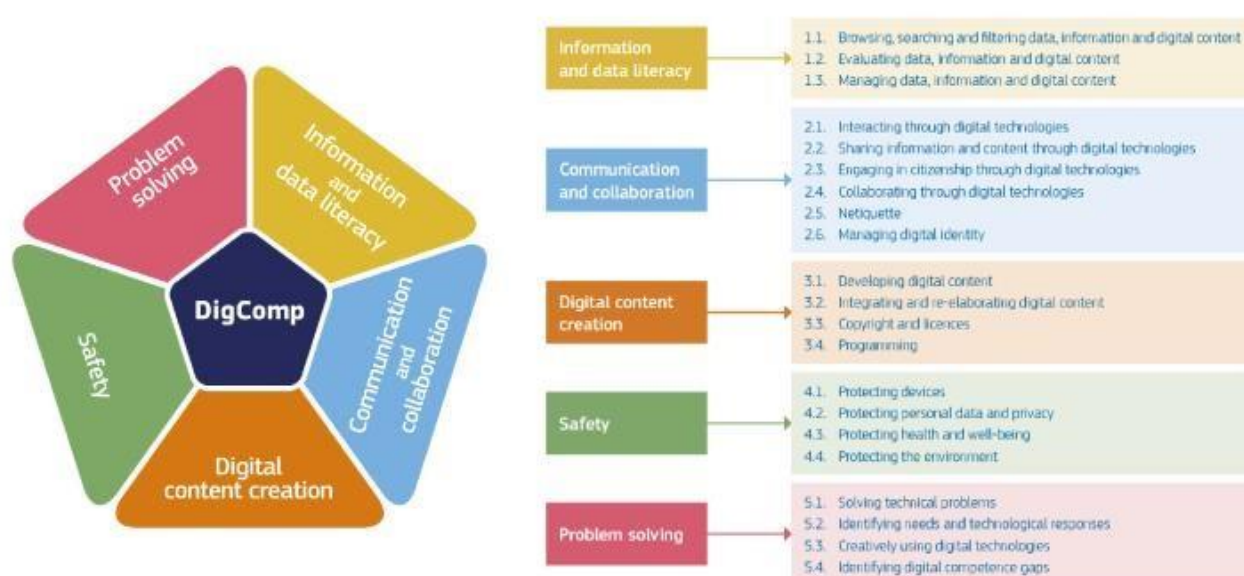 Problem
solving
Information
and
data literacy
DigComp
Safety
Communication
and
collaboration
Digital
content creation
Information
and data literacy
1.1. Browsing, searching and filtering data, information and digital content
1.2. Evaluating data, information and digital content
1.3. Managing data, information and digital content
Communication
and collaboration
2.1. Interacting through digital technologies
2.2. Sharing information and content through digital technologies
2.3. Engaging in citizenship through digital technologies
2.4. Collaborating through digital technologies
2.5. Netiquette
2.6. Managing digital identity
Digital content
creation
3.1. Developing digital content
3.2. Integrating and re-elaborating digital content
3.3. Copyright and licences
3.4. Programming
Safety
4.1. Protecting devices
4.2. Protecting personal data and privacy
4.3. Protecting health and well-being
4.4. Protecting the environment
Problem solving
5.1. Solving technical problems
5.2. Identifying needs and technological responses
5.3. Creatively using digital technologies
5.4. Identifying digital competence gaps